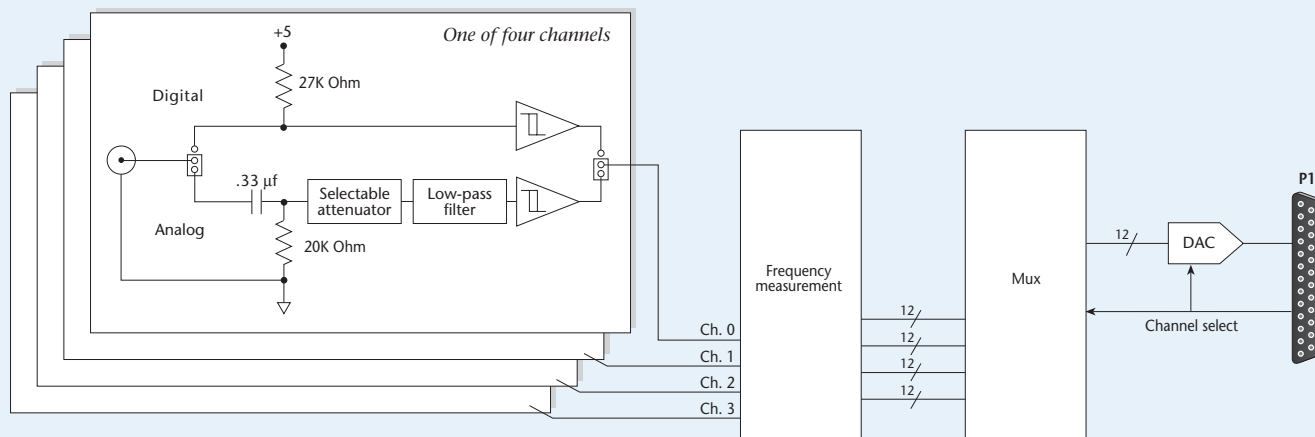 One of four channels
+5
27K Ohm
Digital
.33 µf
Selectable
attenuator
Low-pass
filter
Analog
20K Ohm
Ch. 0
Ch. 1
Ch. 2
Ch. 3
Frequency
measurement
12
12
12
12
Mux
12
DAC
Channel select
P1